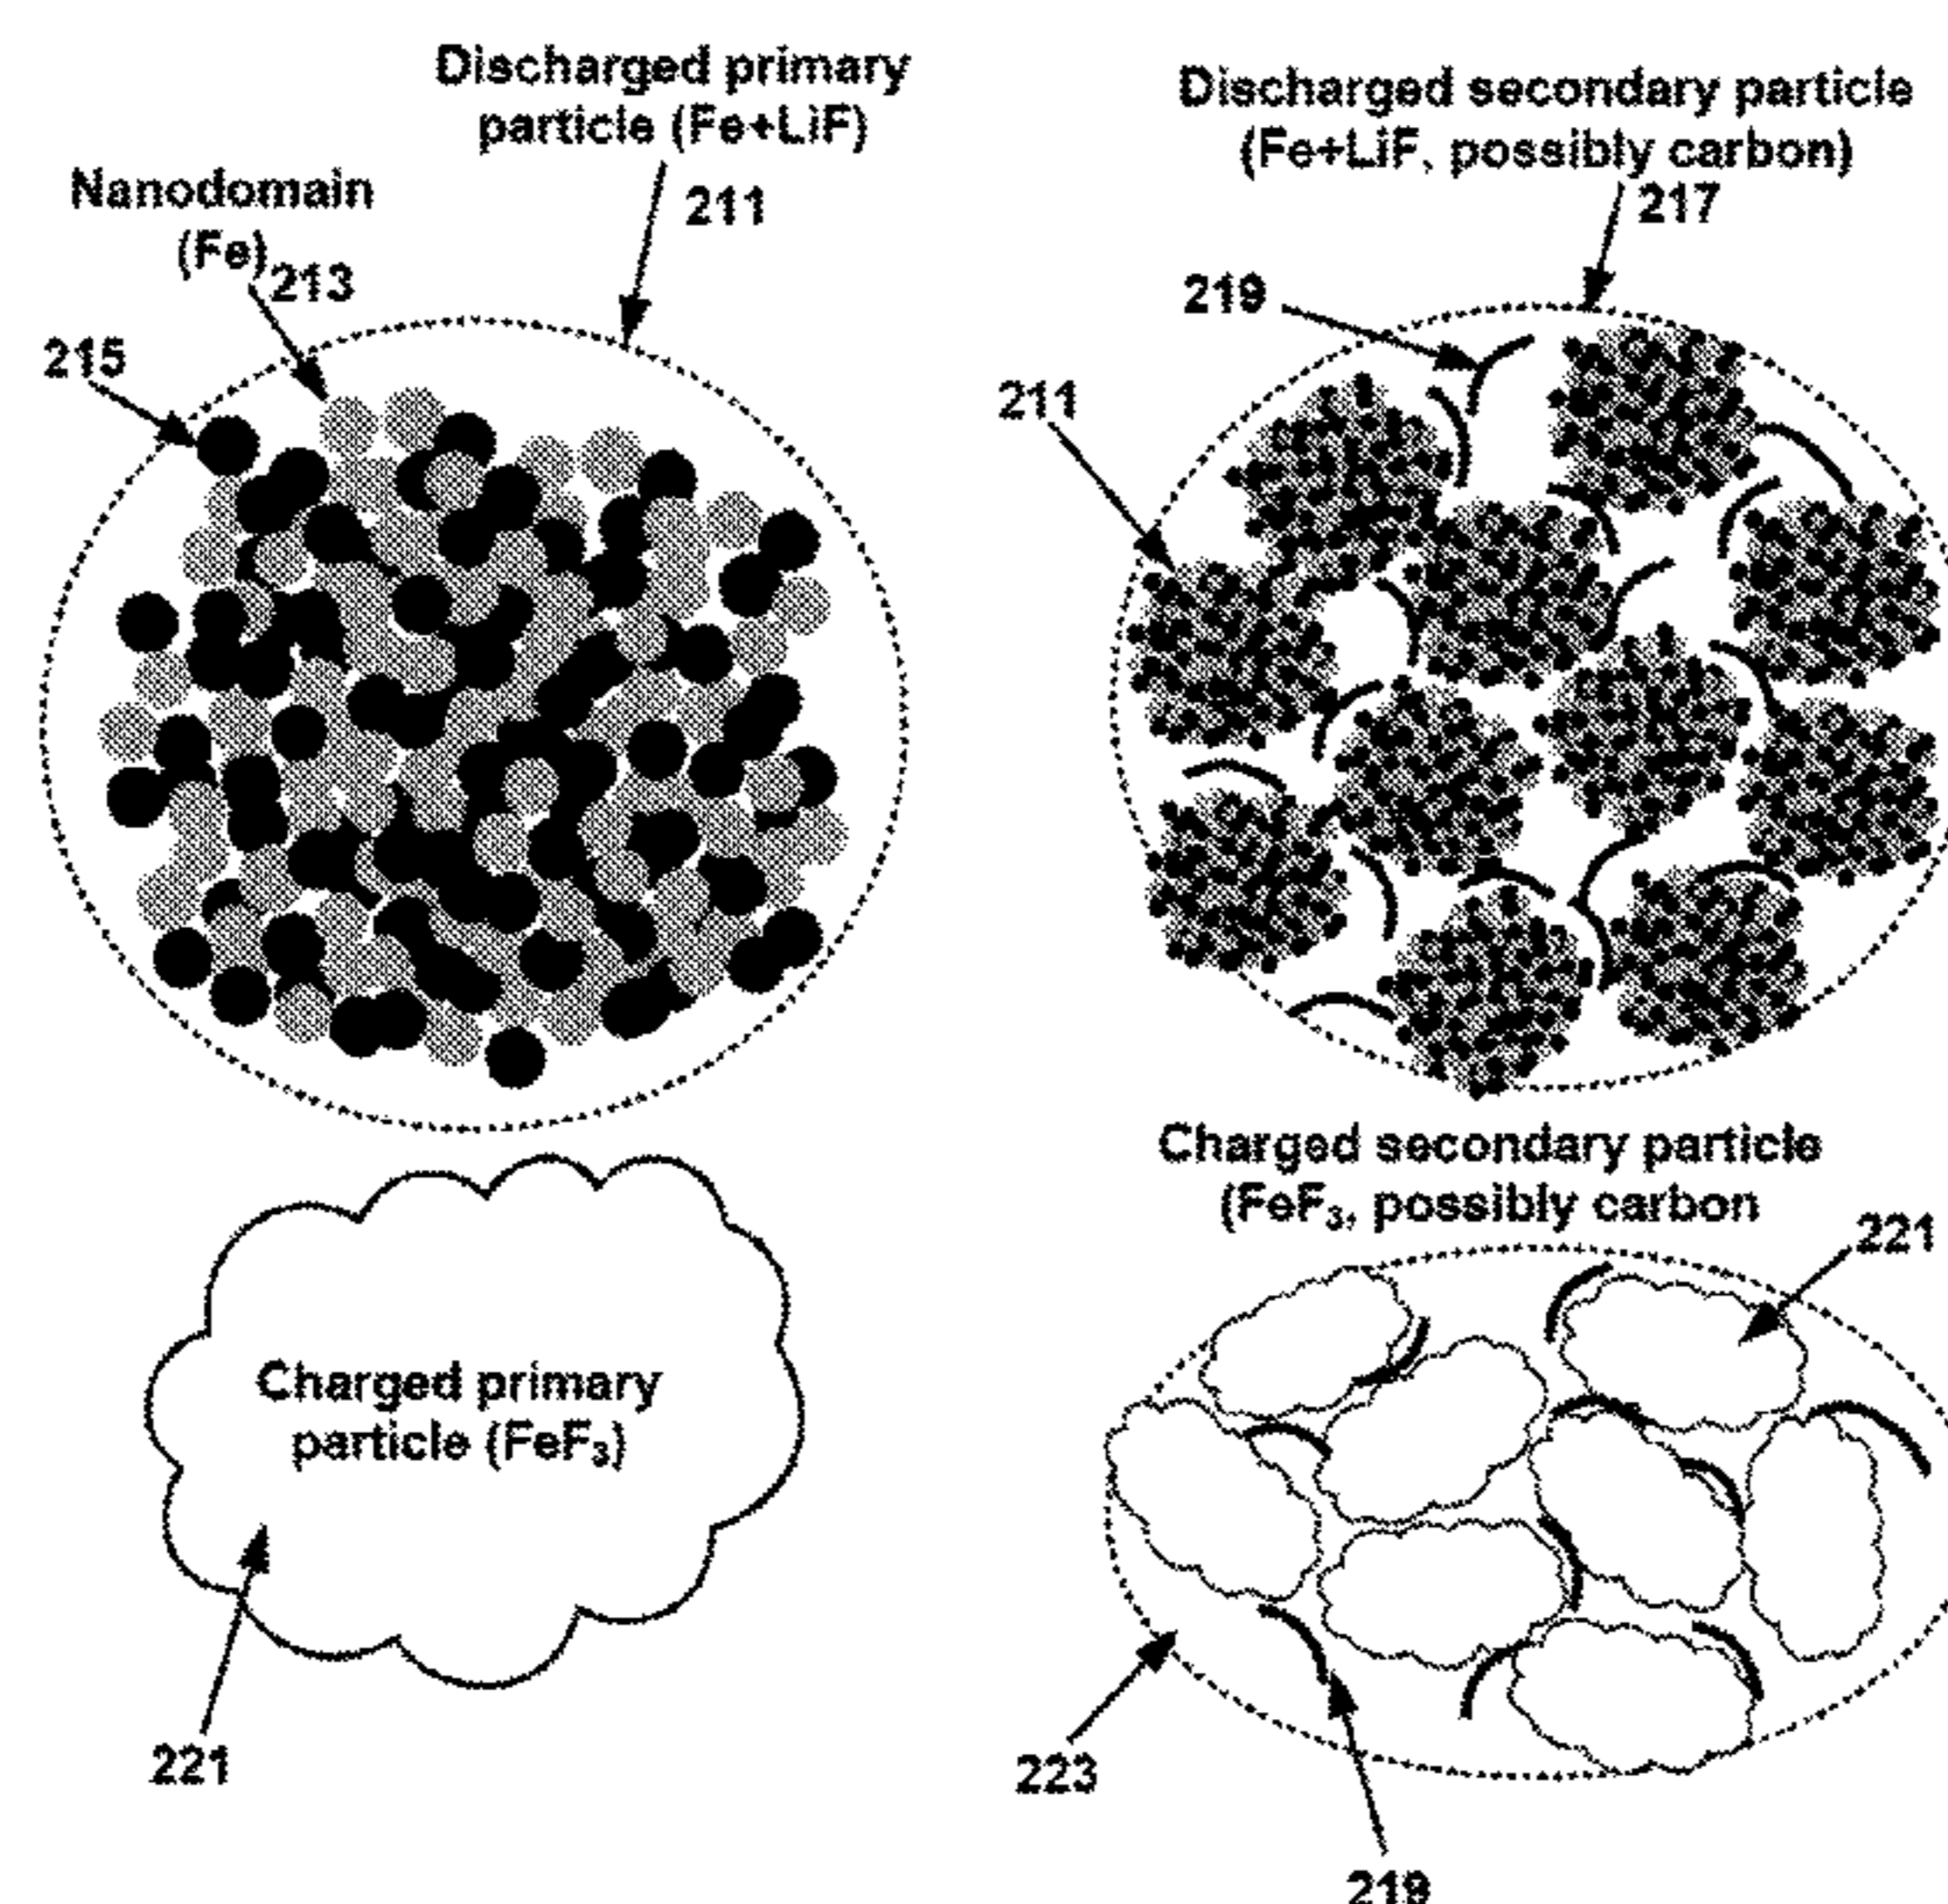 Discharged primary
particle (Fe+LiF)
211
Nanodomain
(Fe)
213
215
Discharged secondary particle
(Fe+LiF, possibly carbon)
217
219
211
Charged primary
particle (FeF₃)
221
Charged secondary particle
(FeF₃, possibly carbon
221
223
219